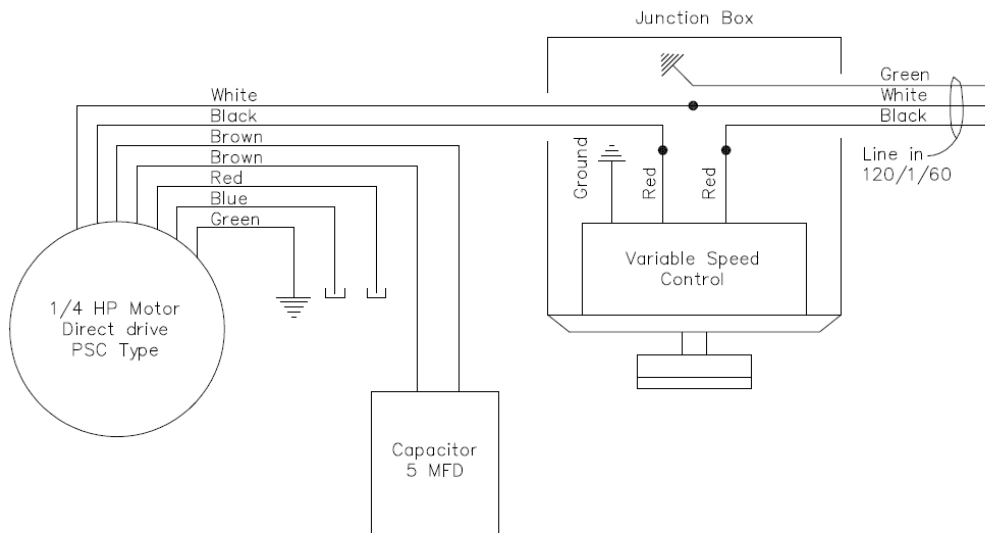 Junction Box
Green
White
Black
Line in
120/1/60
White
Black
Brown
Brown
Red
Blue
Green
Ground
Red
Red
Variable Speed
Control
1/4 HP Motor
Direct drive
PSC Type
Capacitor
5 MFD